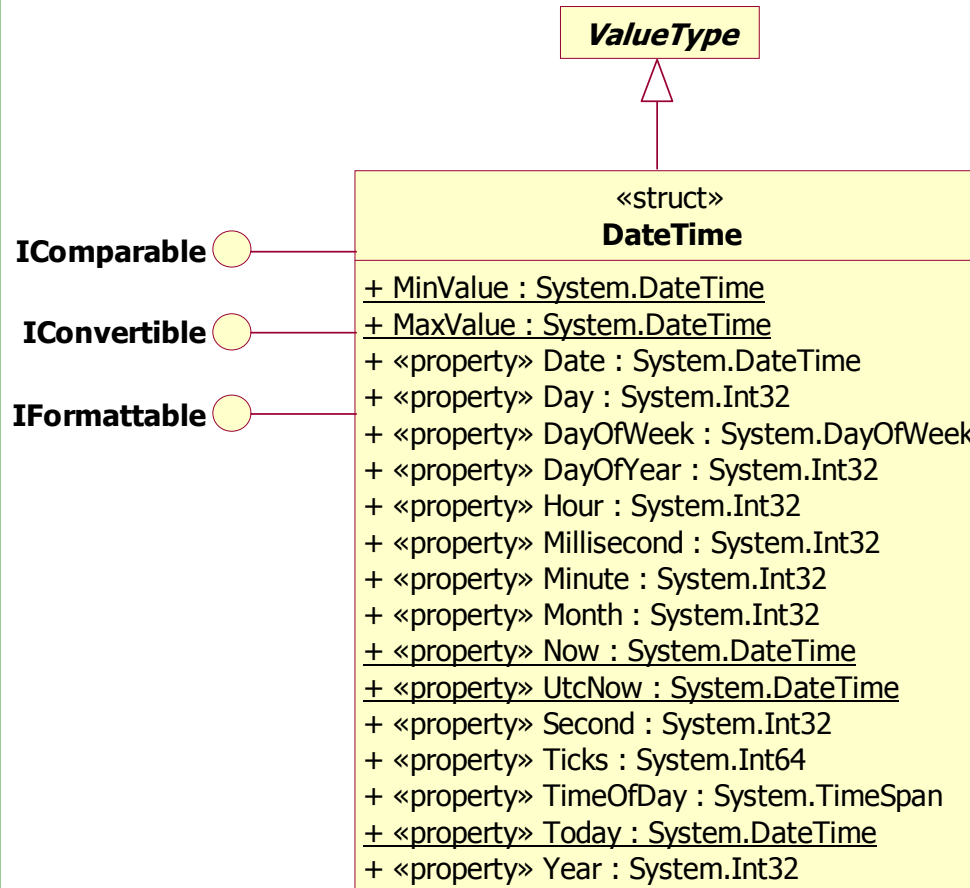 ValueType
«struct»
DateTime
IComparable
IConvertible
IFormattable
+ MinValue : System.DateTime
+ MaxValue : System.DateTime
+ «property» Date : System.DateTime
+ «property» Day : System.Int32
+ «property» DayOfWeek : System.DayOfWeek
+ «property» DayOfYear : System.Int32
+ «property» Hour : System.Int32
+ «property» Millisecond : System.Int32
+ «property» Minute : System.Int32
+ «property» Month : System.Int32
+ «property» Now : System.DateTime
+ «property» UtcNow : System.DateTime
+ «property» Second : System.Int32
+ «property» Ticks : System.Int64
+ «property» TimeOfDay : System.TimeSpan
+ «property» Today : System.DateTime
+ «property» Year : System.Int32